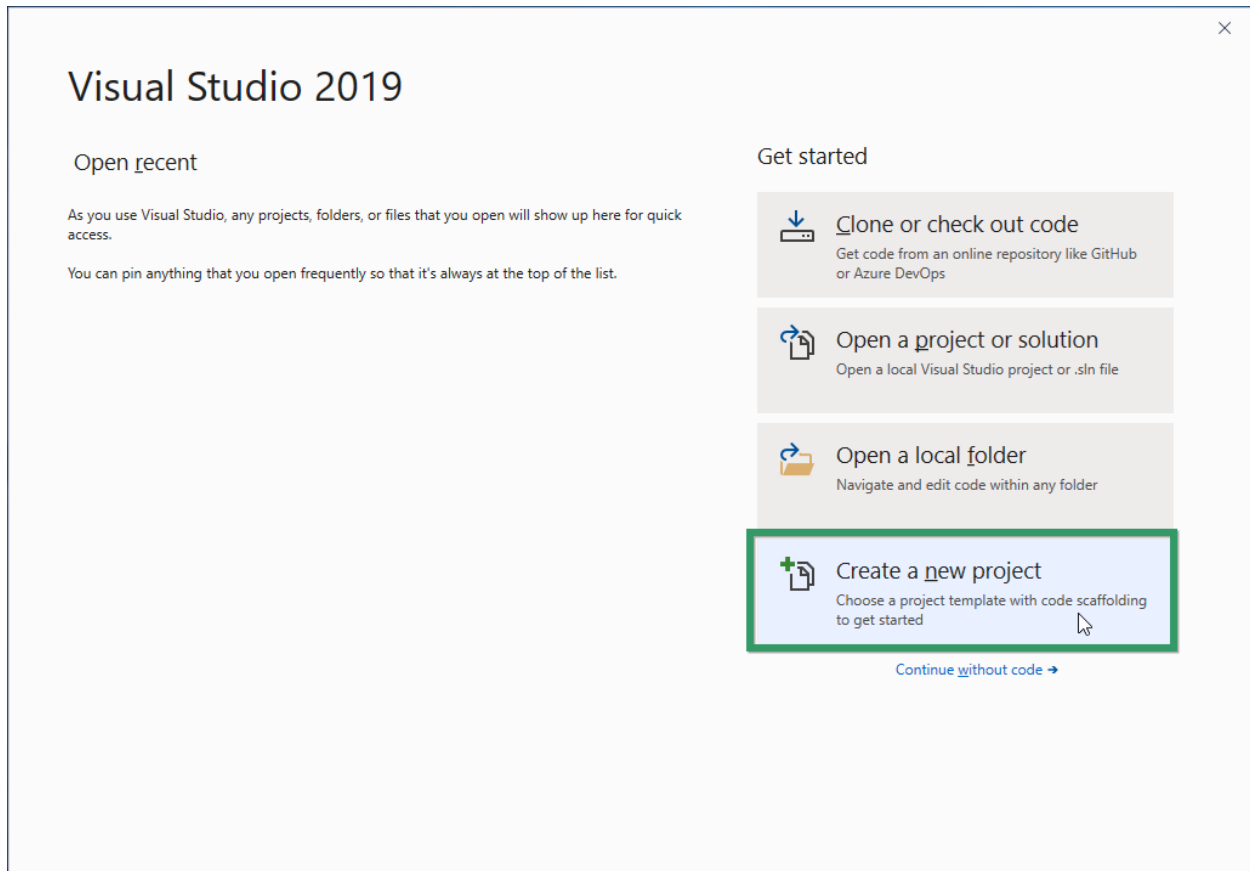 Visual Studio 2019
Open recent
As you use Visual Studio, any projects, folders, or files that you open will show up here for quick
access.
You can pin anything that you open frequently so that it's always at the top of the list.
Get started
Clone or check out code
Get code from an online repository like GitHub
or Azure DevOps
Open a project or solution
Open a local Visual Studio project or .sln file
Open a local folder
Navigate and edit code within any folder
Create a new project
Choose a project template with code scaffolding
to get started
Continue without code →